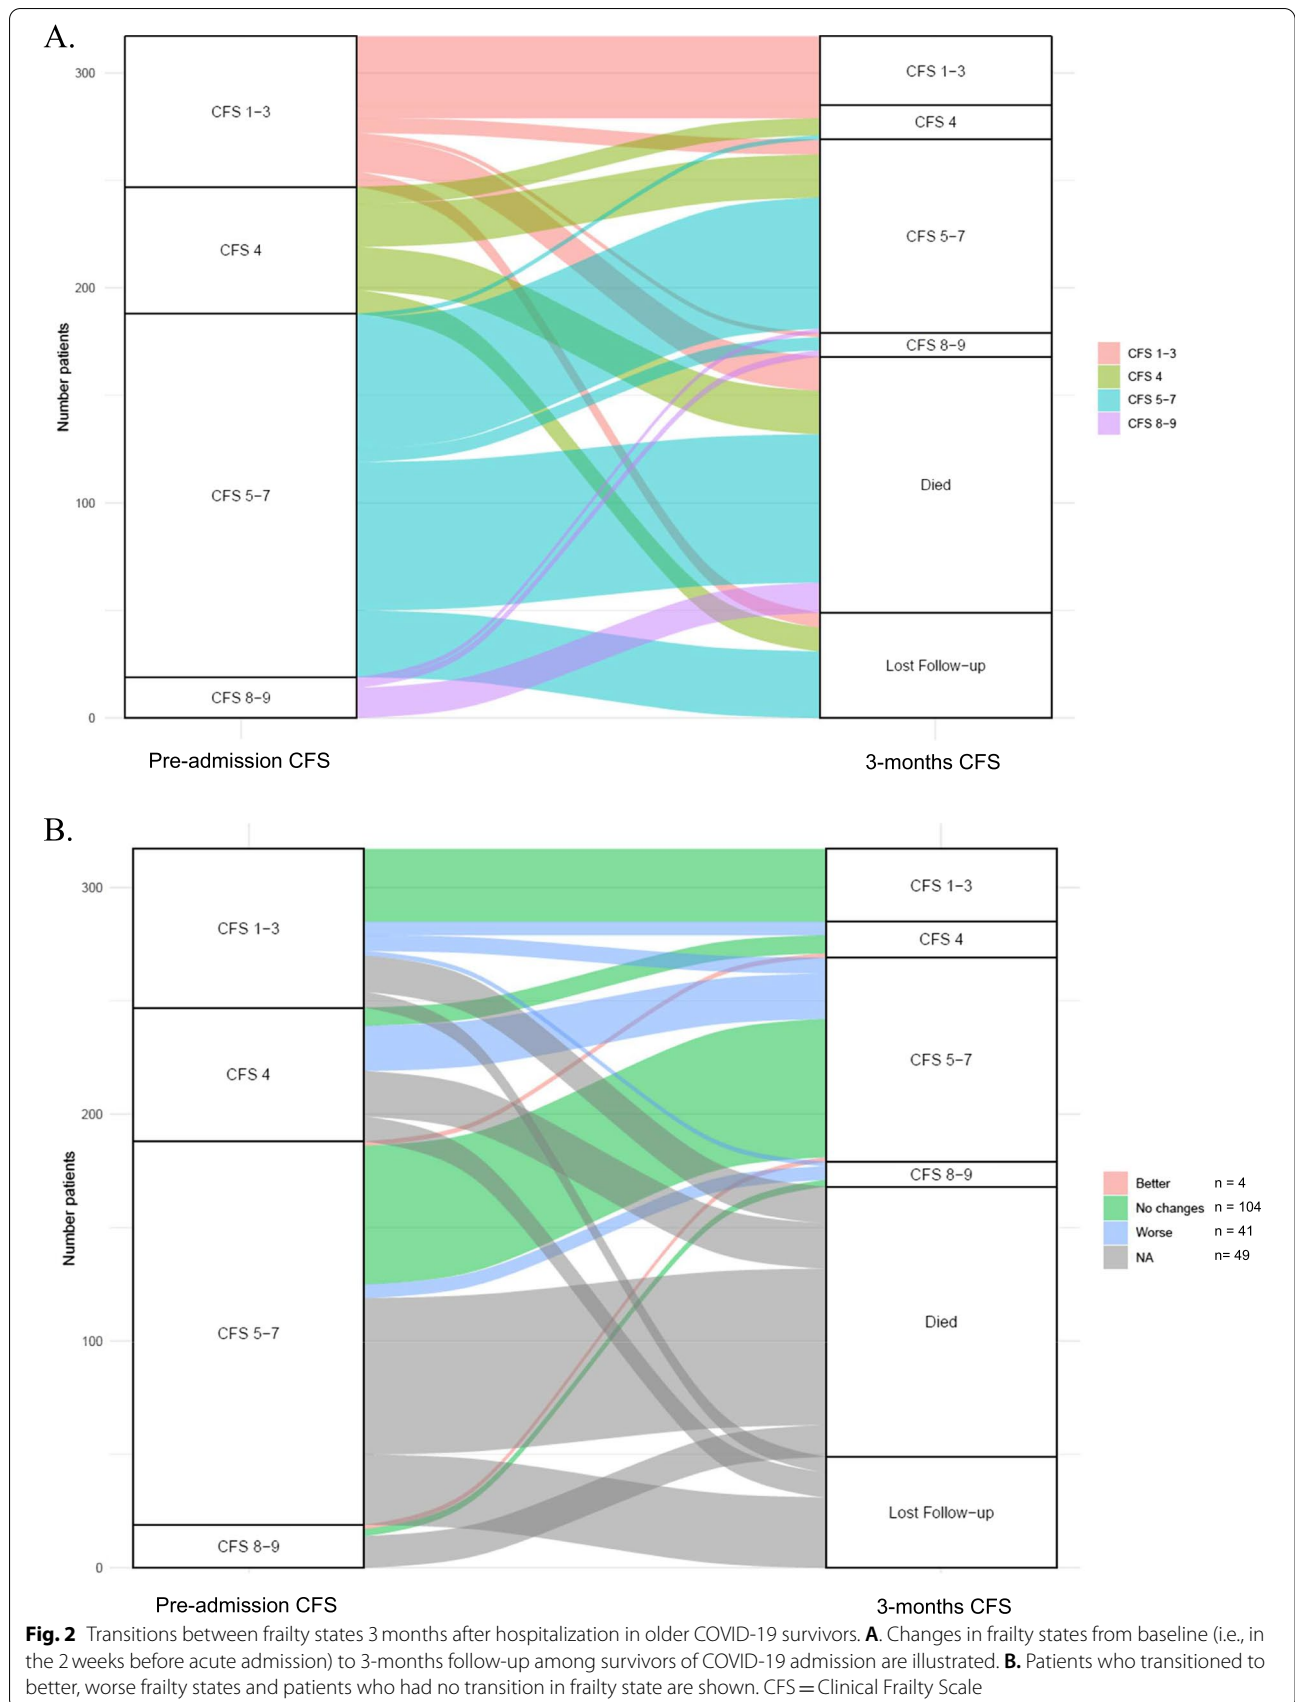 A.
300
200
100
0
Number patients
CFS 1−3
CFS 4
CFS 5−7
CFS 8−9
CFS 1−3
CFS 4
CFS 5−7
CFS 8−9
Died
Lost Follow−up
CFS 1−3
CFS 4
CFS 5−7
CFS 8−9
Pre-admission CFS
3-months CFS
B.
300
200
100
0
Number patients
CFS 1−3
CFS 4
CFS 5−7
CFS 8−9
CFS 1−3
CFS 4
CFS 5−7
CFS 8−9
Died
Lost Follow−up
Better n = 4
No changes n = 104
Worse n = 41
NA n= 49
Pre-admission CFS
3-months CFS
Fig. 2 Transitions between frailty states 3 months after hospitalization in older COVID-19 survivors. A. Changes in frailty states from baseline (i.e., in
the 2 weeks before acute admission) to 3-months follow-up among survivors of COVID-19 admission are illustrated. B. Patients who transitioned to
better, worse frailty states and patients who had no transition in frailty state are shown. CFS = Clinical Frailty Scale